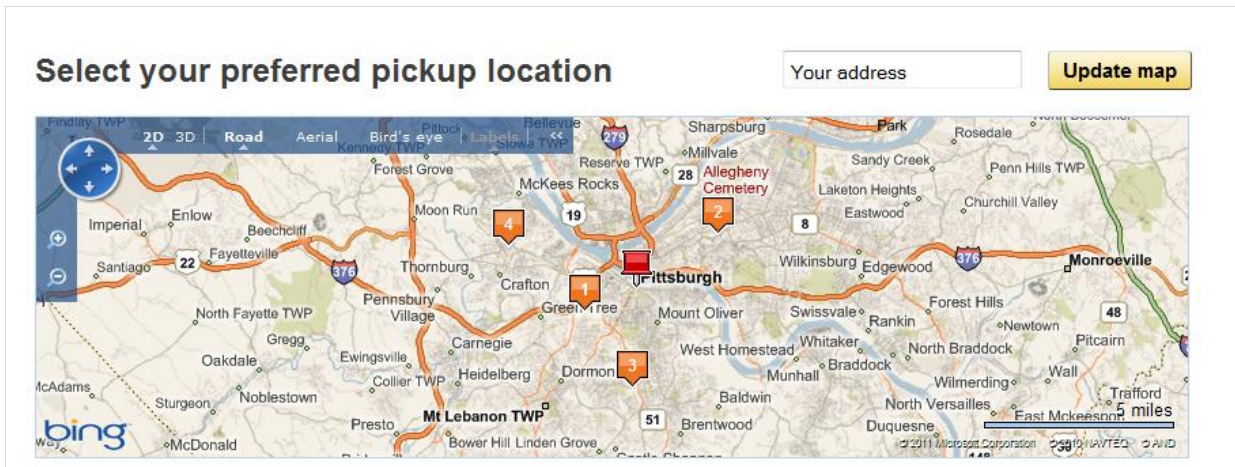 Select your preferred pickup location
Your address
Update map
Findlay TWP
2D 3D Road Aerial Bird's eye Labels «
Bellevue
279
Sharpsburg
Park
Rosedale
Kennedy TWP
Stowe TWP
Millvale
Reserve TWP
28
Allegheny
Cemetery
Sandy Creek
Penn Hills TWP
Forest Grove
McKees Rocks
Laketon Heights
Churchill Valley
Imperial
Enlow
Moon Run
4
19
2
8
Eastwood
Beechcliff
Santiago
22
Fayetteville
376
Thornburg
Crafton
1
Pittsburgh
Wilkinsburg
Edgewood
376
Monroeville
Pennsbury
Village
Green Tree
Mount Oliver
Swissvale
Rankin
Forest Hills
48
North Fayette TWP
Newtown
Gregg
Carnegie
West Homestead
Whitaker
North Braddock
Pitcairn
Oakdale
Ewingsville
Collier TWP
Heidelberg
Dormon
3
Munhall
Braddock
Wilmerding
Wall
McAdams
Sturgeon
Noblestown
Baldwin
Trafford
Presto
Mt Lebanon TWP
51
Brentwood
North Versailles
East Mckeesport
5 miles
bing
McDonald
Bower Hill
Linden Grove
Duquesne
© 2011 Microsoft Corporation © 2010 NAVTEQ © AND
148
30